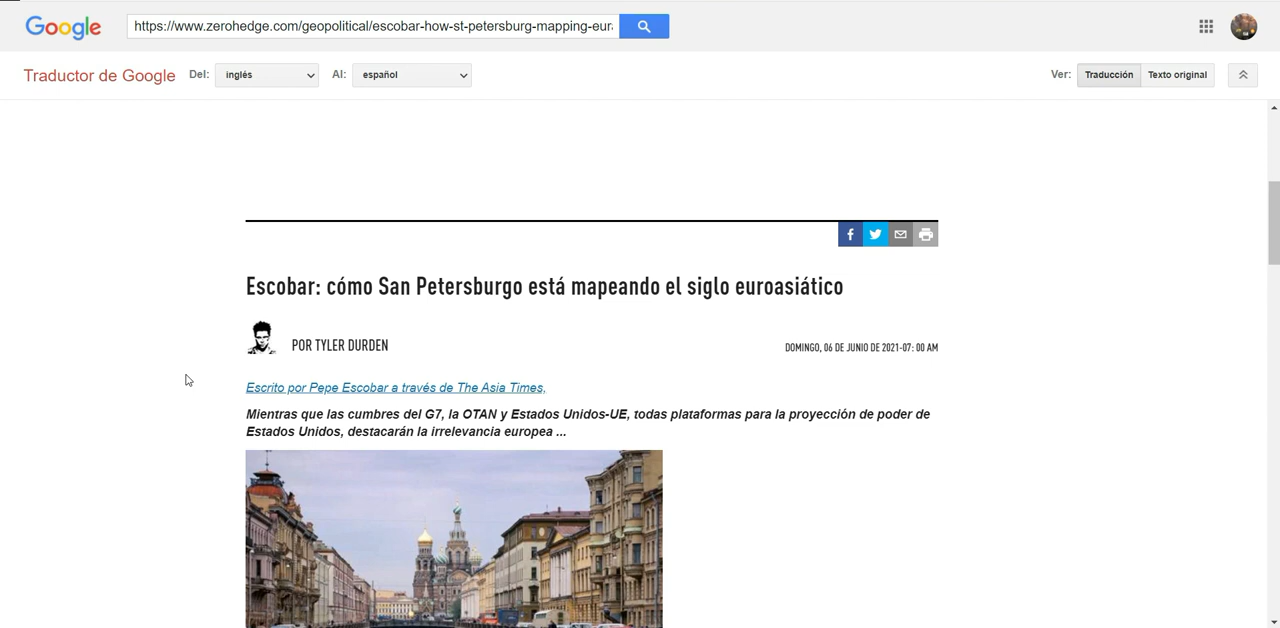 Google
https://www.zerohedge.com/geopolitical/escobar-how-st-petersburg-mapping-eur
Traductor de Google Del: inglés Al: español Ver: Traducción Texto original
Escobar: cómo San Petersburgo está mapeando el siglo euroasiático
POR TYLER DURDEN
DOMINGO, 06 DE JUNIO DE 2021-07: 00 AM
Escrito por Pepe Escobar a través de The Asia Times,
Mientras que las cumbres del G7, la OTAN y Estados Unidos-UE, todas plataformas para la proyección de poder de
Estados Unidos, destacarán la irrelevancia europea ...